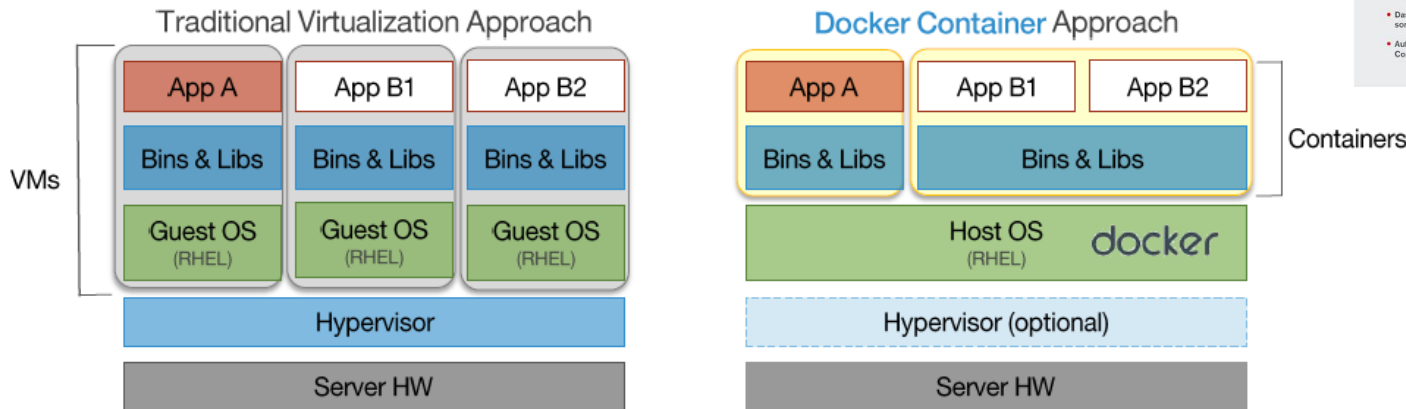 Traditional Virtualization Approach
VMs
App A
App B1
App B2
Bins & Libs
Bins & Libs
Bins & Libs
Guest OS
(RHEL)
Guest OS
(RHEL)
Guest OS
(RHEL)
Hypervisor
Server HW
Docker Container Approach
App A
App B1
App B2
Bins & Libs
Bins & Libs
Containers
Host OS
(RHEL)
docker
Hypervisor (optional)
Server HW